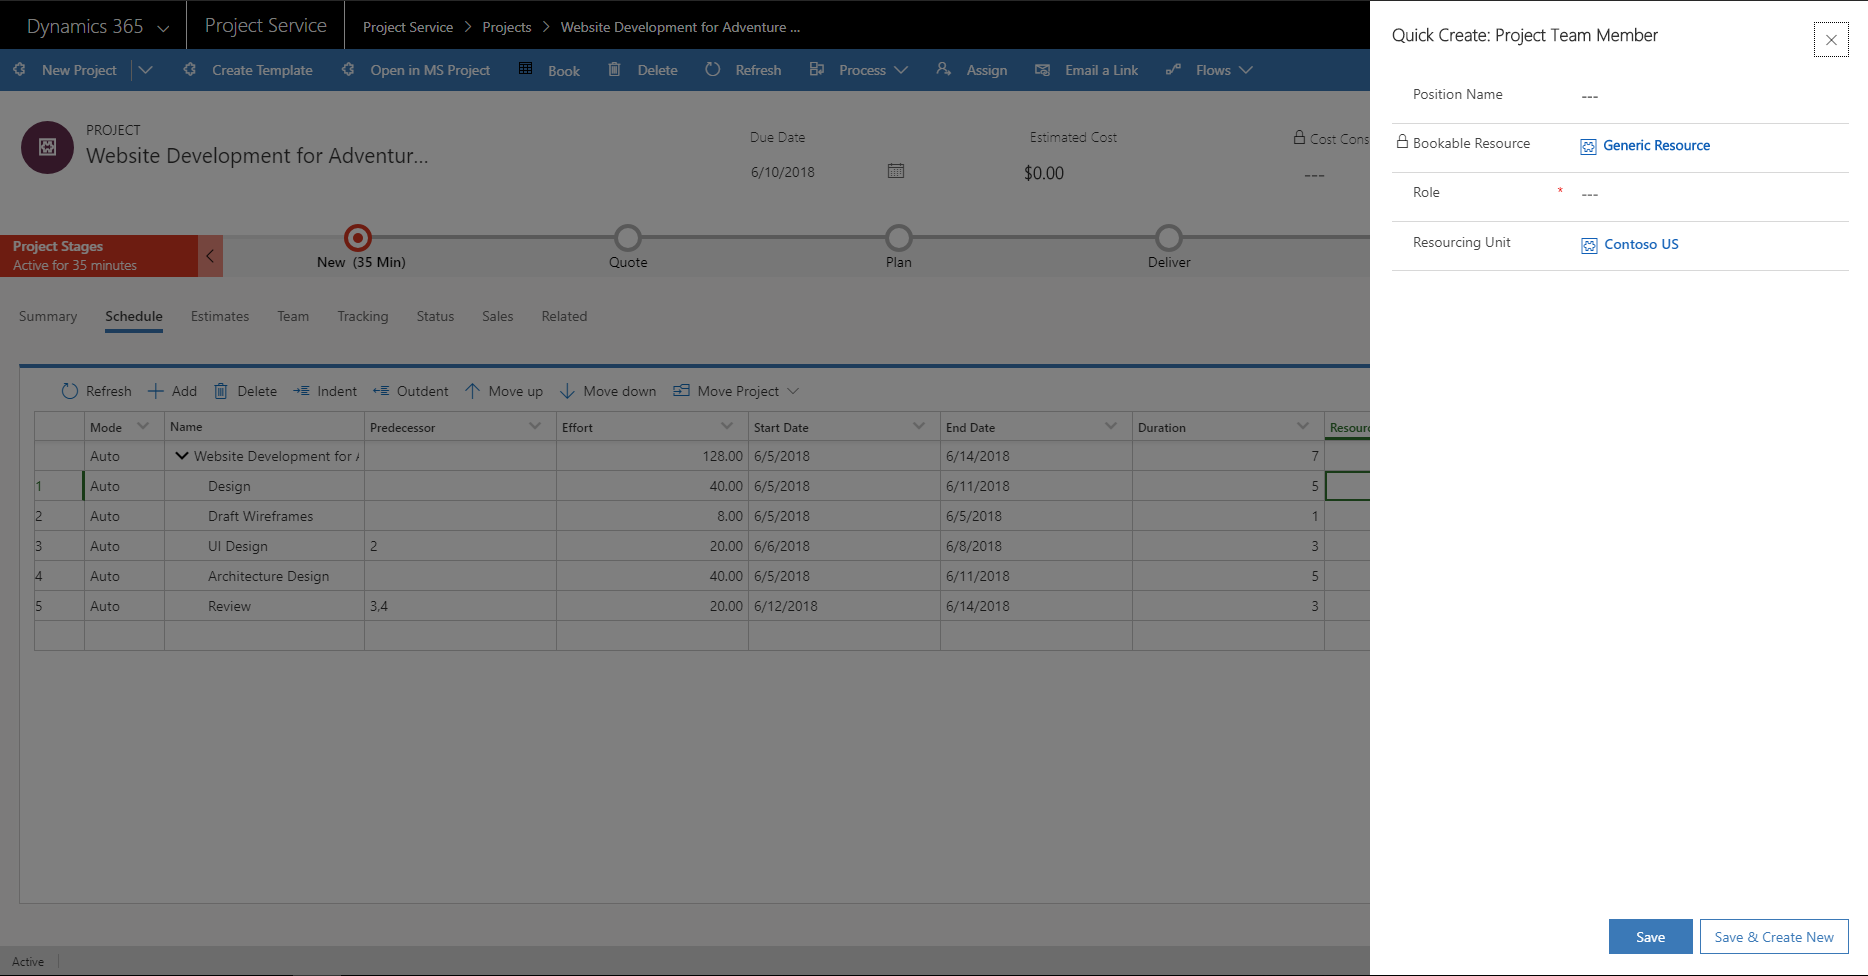 Dynamics 365 Project Service Project Service > Projects > Website Development for Adventure ...
New Project Create Template Open in MS Project Book Delete Refresh Process Assign Email a Link Flows
PROJECT
Website Development for Adventur...
Due Date
6/10/2018
Estimated Cost
$0.00
Cost Cons
---
Project Stages
Active for 35 minutes
New (35 Min)
Quote
Plan
Deliver
Summary Schedule Estimates Team Tracking Status Sales Related
Refresh Add Delete Indent Outdent Move up Move down Move Project
Mode Name Predecessor Effort Start Date End Date Duration Resourc
Auto Website Development for A 128.00 6/5/2018 6/14/2018 7
1 Auto Design 40.00 6/5/2018 6/11/2018 5
2 Auto Draft Wireframes 8.00 6/5/2018 6/5/2018 1
3 Auto UI Design 2 20.00 6/6/2018 6/8/2018 3
4 Auto Architecture Design 40.00 6/5/2018 6/11/2018 5
5 Auto Review 3,4 20.00 6/12/2018 6/14/2018 3
Active
Quick Create: Project Team Member
Position Name ---
Bookable Resource Generic Resource
Role * ---
Resourcing Unit Contoso US
Save Save & Create New